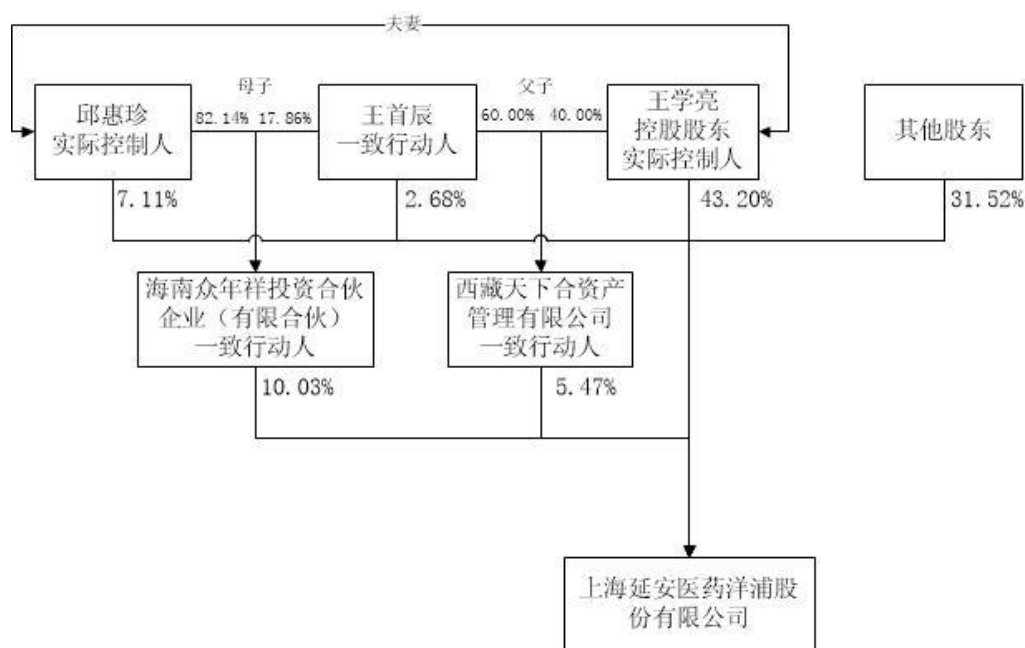 夫妻
母子
父子
邱惠珍
实际控制人
82.14% 17.86%
王首辰
一致行动人
60.00% 40.00%
王学亮
控股股东
实际控制人
其他股东
7.11%
2.68%
43.20%
31.52%
海南众年祥投资合伙
企业（有限合伙）
一致行动人
西藏天下合资产
管理有限公司
一致行动人
10.03%
5.47%
上海延安医药洋浦股
份有限公司